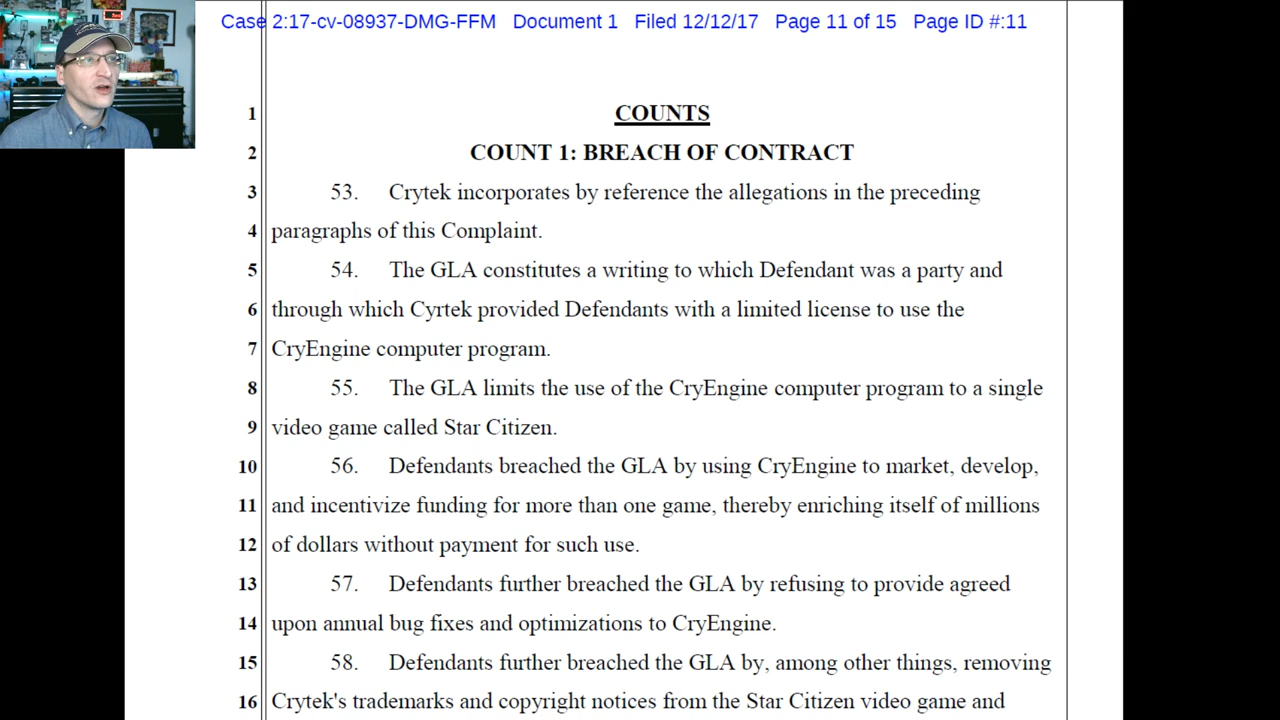 Case 2:17-cv-08937-DMG-FFM Document 1 Filed 12/12/17 Page 11 of 15 Page ID #:11
1 COUNTS
2 COUNT 1: BREACH OF CONTRACT
3 53. Crytek incorporates by reference the allegations in the preceding
4 paragraphs of this Complaint.
5 54. The GLA constitutes a writing to which Defendant was a party and
6 through which Cyrtek provided Defendants with a limited license to use the
7 CryEngine computer program.
8 55. The GLA limits the use of the CryEngine computer program to a single
9 video game called Star Citizen.
10 56. Defendants breached the GLA by using CryEngine to market, develop,
11 and incentivize funding for more than one game, thereby enriching itself of millions
12 of dollars without payment for such use.
13 57. Defendants further breached the GLA by refusing to provide agreed
14 upon annual bug fixes and optimizations to CryEngine.
15 58. Defendants further breached the GLA by, among other things, removing
16 Crytek's trademarks and copyright notices from the Star Citizen video game and